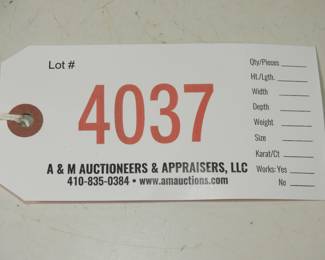 Lot #
4037
A & M AUCTIONEERS & APPRAISERS, LLC
410-835-0384 • www.amauctions.com
Qty/Pieces
Ht./Lgth.
Width
Depth
Weight
Size
Karat/Ct
Works: Yes
No